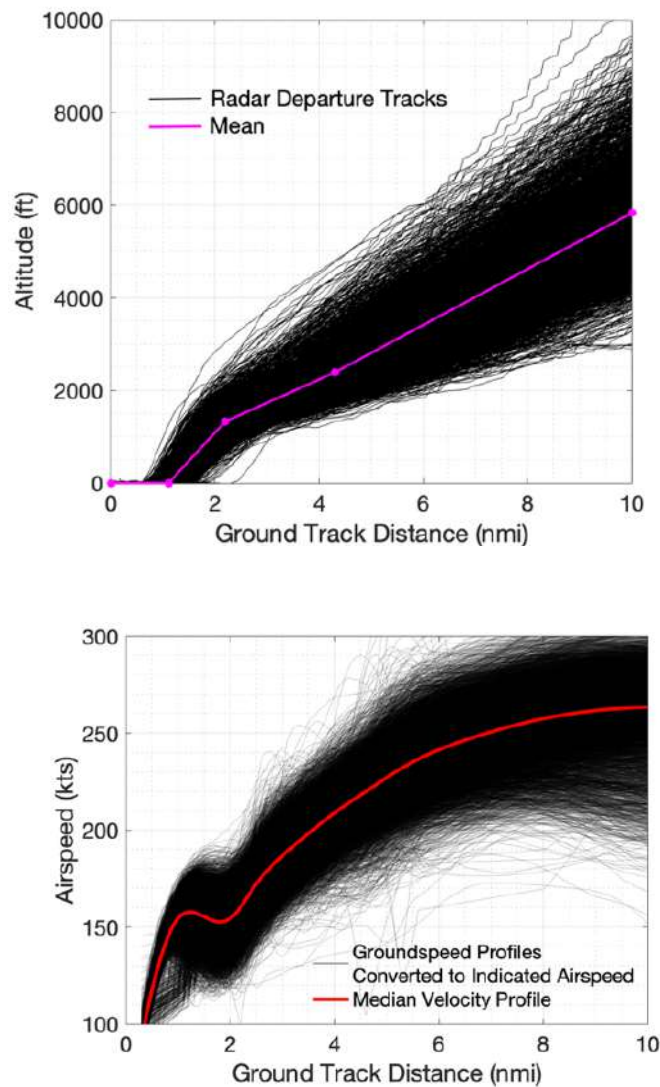 10000
8000
6000
4000
2000
0
Altitude (ft)
Radar Departure Tracks
Mean
0 2 4 6 8 10
Ground Track Distance (nmi)
300
250
200
150
100
Airspeed (kts)
Groundspeed Profiles
Converted to Indicated Airspeed
Median Velocity Profile
0 2 4 6 8 10
Ground Track Distance (nmi)